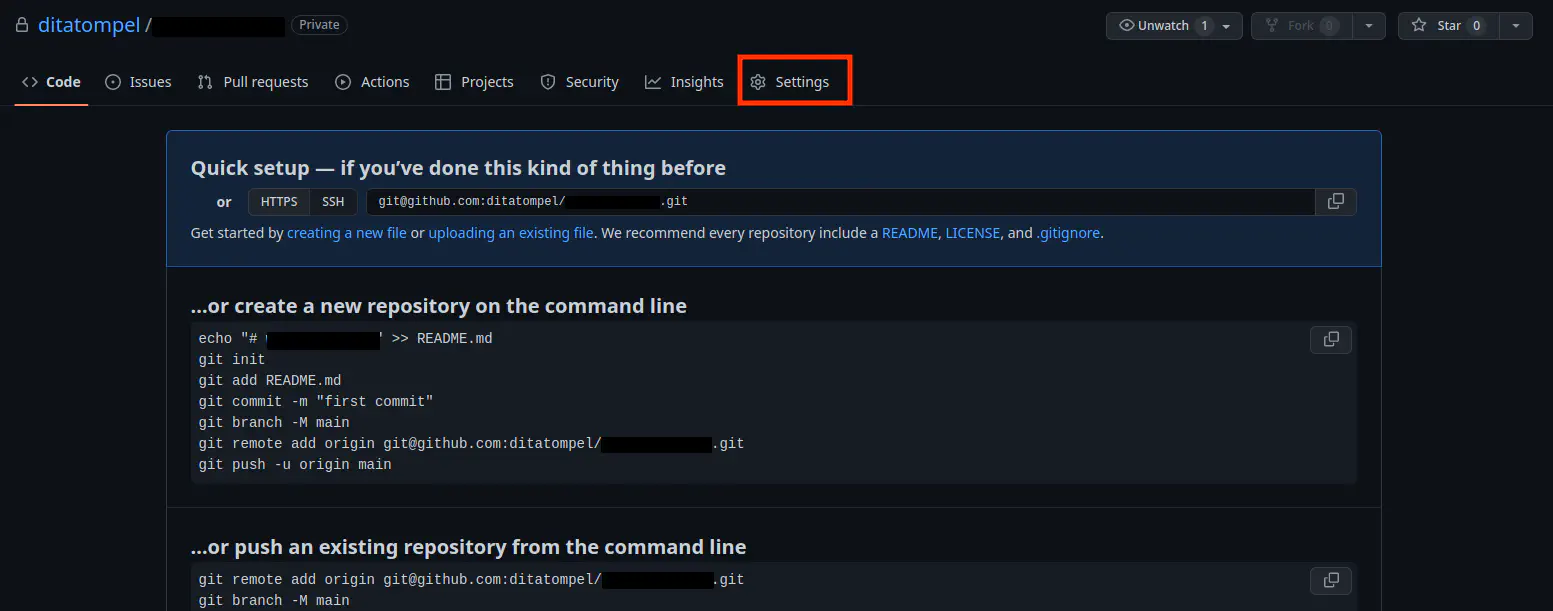 ditatompel / Private
Unwatch 1 Fork 0 Star 0
Code Issues Pull requests Actions Projects Security Insights Settings
Quick setup — if you’ve done this kind of thing before
or HTTPS SSH git@github.com:ditatompel/ .git
Get started by creating a new file or uploading an existing file. We recommend every repository include a README, LICENSE, and .gitignore.
…or create a new repository on the command line
echo "# " >> README.md
git init
git add README.md
git commit -m "first commit"
git branch -M main
git remote add origin git@github.com:ditatompel/ .git
git push -u origin main
…or push an existing repository from the command line
git remote add origin git@github.com:ditatompel/ .git
git branch -M main